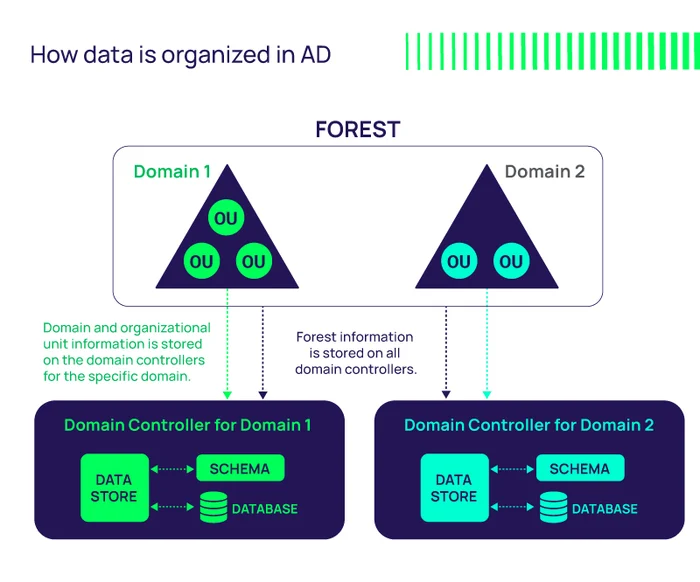 How data is organized in AD
FOREST
Domain 1
Domain 2
OU
OU OU
OU OU
Domain and organizational
unit information is stored
on the domain controllers
for the specific domain.
Forest information
is stored on all
domain controllers.
Domain Controller for Domain 1
DATA
STORE
SCHEMA
DATABASE
Domain Controller for Domain 2
DATA
STORE
SCHEMA
DATABASE